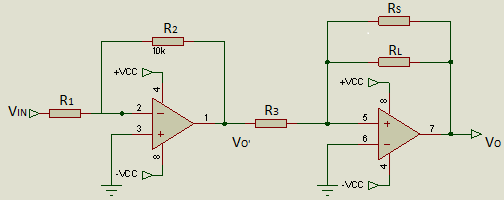 RS
R2
10k
RL
+VCC
+VCC
4
8
VIN
R1
2
1
R3
5
7
3
VO'
6
VO
8
4
-VCC
-VCC